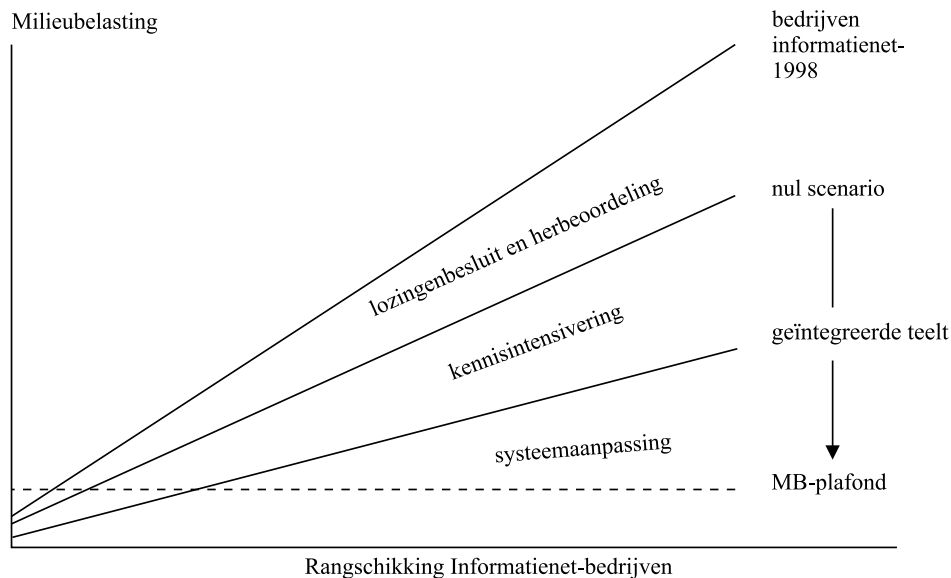 Milieubelasting
bedrijven
informatienet-
1998
nul scenario
lozingenbesluit en herbeoordeling
kennisintensivering
geïntegreerde teelt
systeemaanpassing
MB-plafond
Rangschikking Informatienet-bedrijven